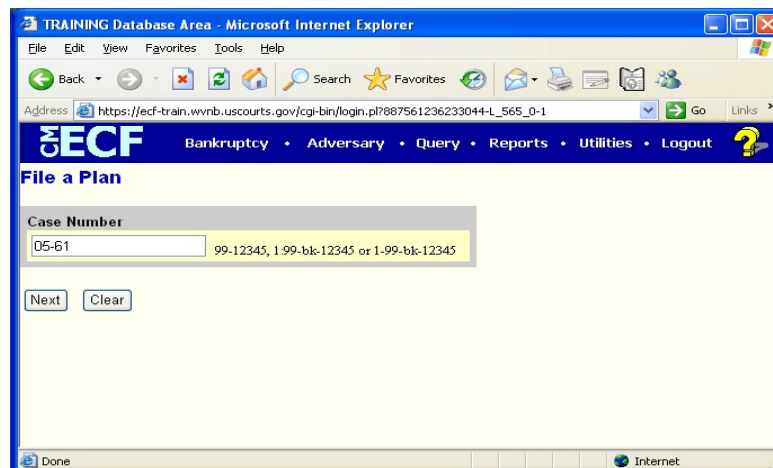 TRAINING Database Area - Microsoft Internet Explorer
File Edit View Favorites Tools Help
Back Search Favorites
Address https://ecf-train.wvnb.uscourts.gov/cgi-bin/login.pl?887561236233044-L_565_0-1 Go Links »
CM ECF Bankruptcy • Adversary • Query • Reports • Utilities • Logout ?
File a Plan
Case Number
05-61 99-12345, 1:99-bk-12345 or 1-99-bk-12345
Next Clear
Done Internet